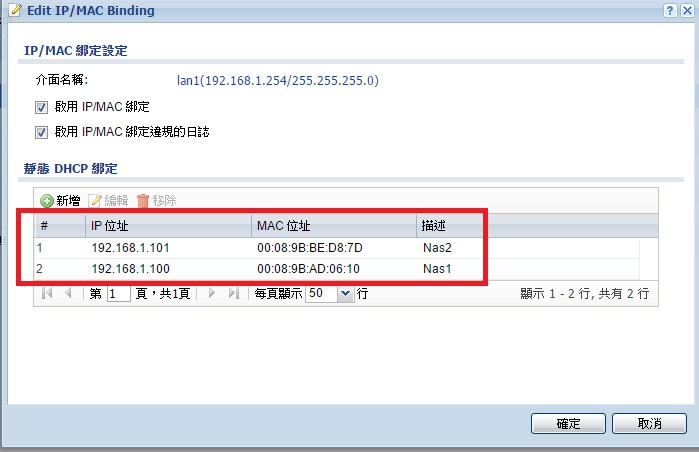 Edit IP/MAC Binding
IP/MAC 綁定設定
介面名稱: lan1(192.168.1.254/255.255.255.0)
啟用 IP/MAC 綁定
啟用 IP/MAC 綁定違規的日誌
靜態 DHCP 綁定
新增 編輯 移除
# IP 位址 MAC 位址 描述
1 192.168.1.101 00:08:9B:BE:D8:7D Nas2
2 192.168.1.100 00:08:9B:AD:06:10 Nas1
第 1 頁，共1頁 每頁顯示 50 行 顯示 1 - 2 行, 共有 2 行
確定 取消